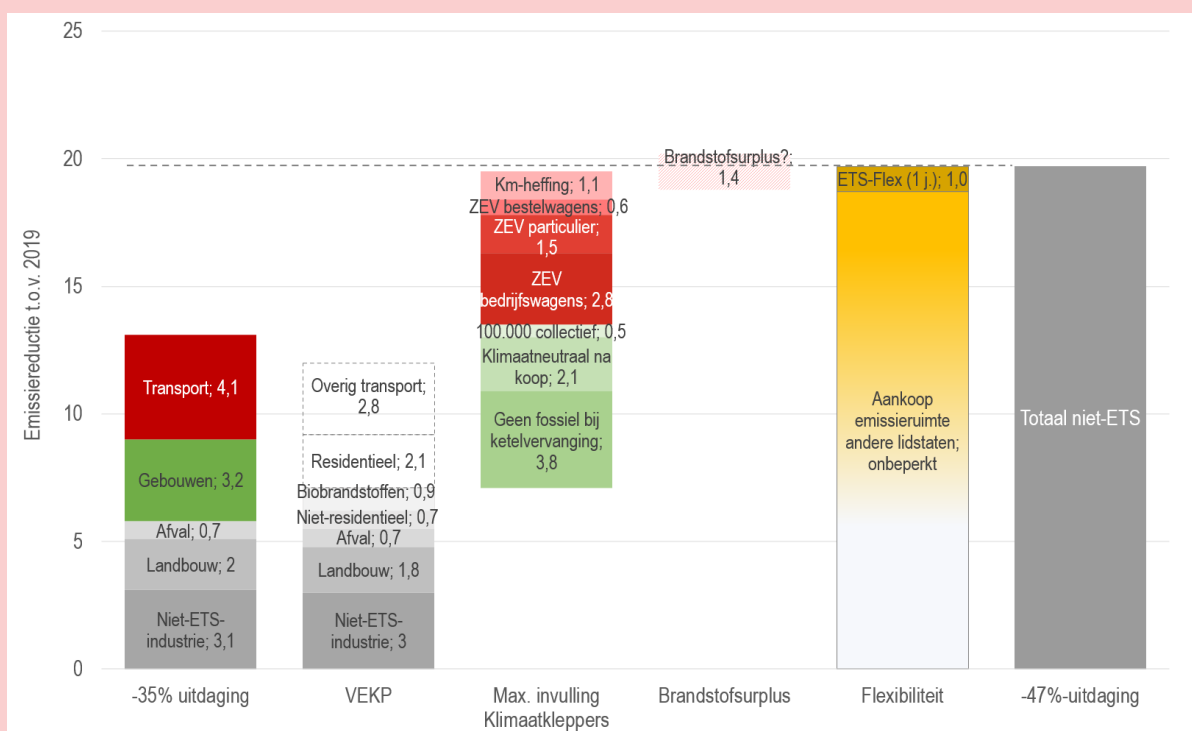 Emissiereductie t.o.v. 2019
25
20
15
10
5
0
Transport; 4,1
Gebouwen; 3,2
Afval; 0,7
Landbouw; 2
Niet-ETS-
industrie; 3,1
-35% uitdaging
Overig transport;
2,8
Residentieel; 2,1
Biobrandstoffen; 0,9
Niet-residentieel; 0,7
Afval; 0,7
Landbouw; 1,8
Niet-ETS-
industrie; 3
VEKP
Km-heffing; 1,1
ZEV bestelwagens; 0,6
ZEV particulier;
1,5
ZEV
bedrijfswagens; 2,8
100.000 collectief; 0,5
Klimaatneutraal na
koop; 2,1
Geen fossiel bij
ketelvervanging;
3,8
Max. invulling
Klimaatkleppers
Brandstofsurplus?;
1,4
Brandstofsurplus
ETS-Flex (1 j.); 1,0
Aankoop
emissieruimte
andere lidstaten;
onbeperkt
Flexibiliteit
Totaal niet-ETS
-47%-uitdaging